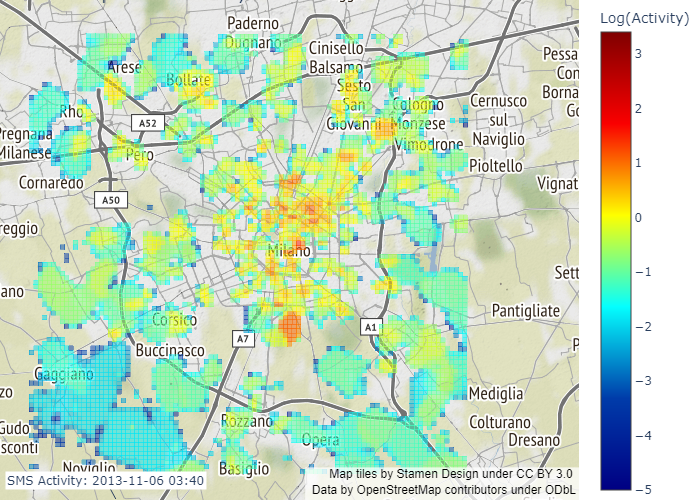 Log(Activity)
Paderno
Dugnano
Cinisello
Balsamo
Arese
Bollate
Sesto
San
Giovanni
Cologno
Monzese
Cernusco
sul
Naviglio
Rho
A52
Pero
Vimodrone
Pioltello
Cornaredo
A50
Milano
Corsico
Buccinasco
A7
A1
Pantigliate
Gaggiano
Mediglia
Rozzano
Opera
Colturano
Dresano
Noviglio
Basiglio
Pessa
Con
Borna
Go
Pregnana
Milanese
Vignat
reggio
Sett
ano
P
zo
Gudo
sconti
3
2
1
0
−1
−2
−3
−4
−5
SMS Activity: 2013-11-06 03:40
Map tiles by Stamen Design under CC BY 3.0
Data by OpenStreetMap contributors under ODbL